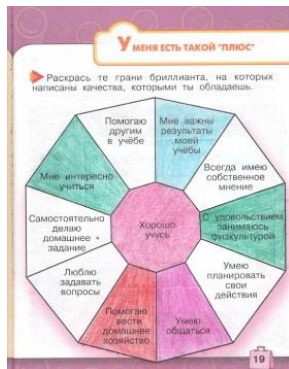 У МЕНЯ ЕСТЬ ТАКОЙ "ПЛЮС"
Раскрась те грани бриллианта, на которых
написаны качества, которыми ты обладаешь.
Помогаю
другим
в учёбе
Мне важны
результаты
моей
учёбы
Всегда имею
собственное
мнение
С удовольствием
занимаюсь
физкультурой
Умею
планировать
свои
действия
Умею
общаться
Помогаю
вести
домашнее
хозяйство
Люблю
задавать
вопросы
Самостоятельно
делаю
домашнее
задание
Мне интересно
учиться
Хорошо
учусь
19